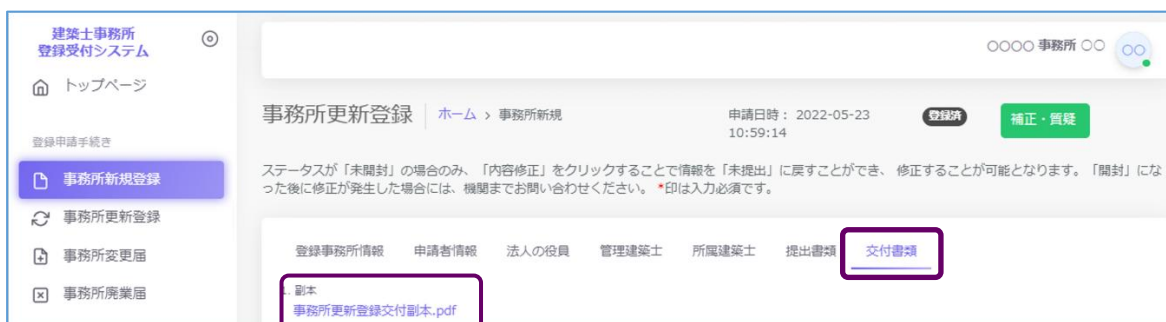 建築士事務所
登録受付システム
トップページ
登録申請手続き
事務所新規登録
事務所更新登録
事務所変更届
事務所廃業届
〇〇〇〇 事務所 〇〇
〇〇
事務所更新登録
ホーム > 事務所新規
申請日時： 2022-05-23
10:59:14
登録済
補正・質疑
ステータスが「未開封」の場合のみ、「内容修正」をクリックすることで情報を「未提出」に戻すことができ、 修正することが可能となります。「開封」にな
った後に修正が発生した場合には、機関までお問い合わせください。 *印は入力必須です。
登録事務所情報 申請者情報 法人の役員 管理建築士 所属建築士 提出書類 交付書類
1. 副本
事務所更新登録交付副本.pdf